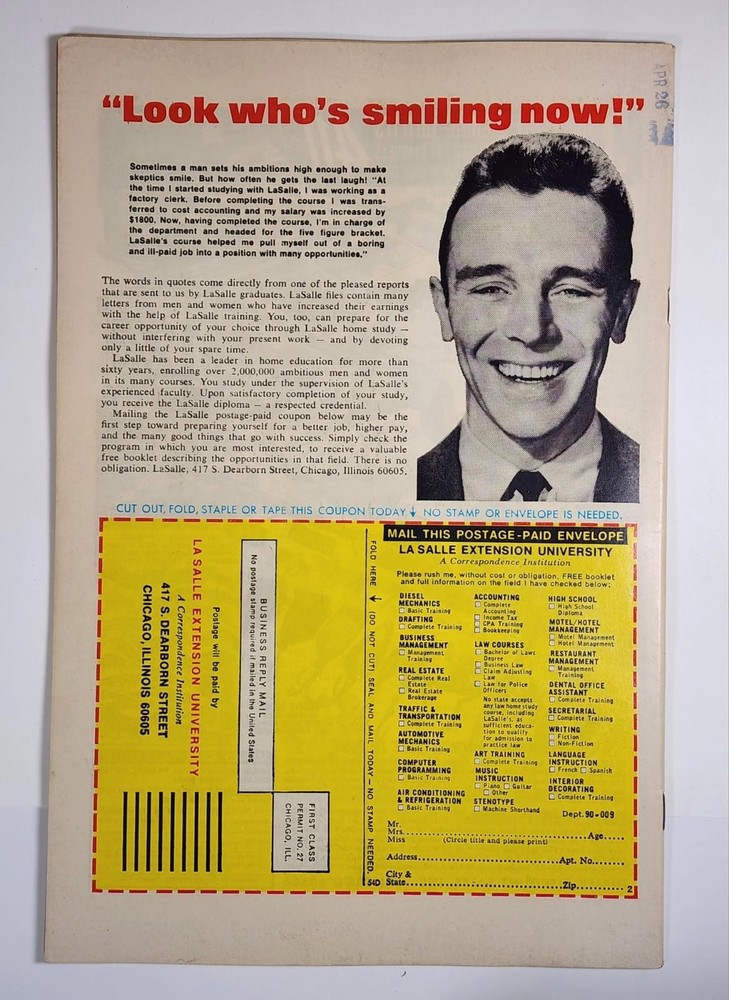 APR 26
“Look who’s smiling now!”
Sometimes a man sets his ambitions high enough to make
skeptics smile. But how often he gets the last laugh! “At
the time I started studying with LaSalle, I was working as a
factory clerk. Before completing the course I was trans-
ferred to cost accounting and my salary was increased by
$1800. Now, having completed the course, I’m in charge of
the department and headed for the five figure bracket.
LaSalle’s course helped me pull myself out of a boring
and ill-paid job into a position with many opportunities.”
The words in quotes come directly from one of the pleased reports
that are sent to us by LaSalle graduates. LaSalle files contain many
letters from men and women who have increased their earnings
with the help of LaSalle training. You, too, can prepare for the
career opportunity of your choice through LaSalle home study —
without interfering with your present work — and by devoting
only a little of your spare time.
LaSalle has been a leader in home education for more than
sixty years, enrolling over 2,000,000 ambitious men and women
in its many courses. You study under the supervision of LaSalle’s
experienced faculty. Upon satisfactory completion of your study,
you receive the LaSalle diploma — a respected credential.
Mailing the LaSalle postage-paid coupon below may be the
first step toward preparing yourself for a better job, higher pay,
and the many good things that go with success. Simply check the
program in which you are most interested, to receive a valuable
free booklet describing the opportunities in that field. There is no
obligation. LaSalle, 417 S. Dearborn Street, Chicago, Illinois 60605.
CUT OUT, FOLD, STAPLE OR TAPE THIS COUPON TODAY ↓ NO STAMP OR ENVELOPE IS NEEDED.
FIRST CLASS
PERMIT NO. 27
CHICAGO, ILL.
BUSINESS REPLY MAIL
No postage stamp required if mailed in the United States
Postage will be paid by
LA SALLE EXTENSION UNIVERSITY
A Correspondence Institution
417 S. DEARBORN STREET
CHICAGO, ILLINOIS 60605
FOLD HERE → (DO NOT CUT) SEAL AND MAIL TODAY — NO STAMP NEEDED.
54D
MAIL THIS POSTAGE-PAID ENVELOPE
LA SALLE EXTENSION UNIVERSITY
A Correspondence Institution
Please rush me, without cost or obligation, FREE booklet
and full information on the field I have checked below:
DIESEL
MECHANICS
☐ Basic Training
DRAFTING
☐ Complete Training
BUSINESS
MANAGEMENT
☐ Management
Training
REAL ESTATE
☐ Complete Real
Estate
☐ Real Estate
Brokerage
TRAFFIC &
TRANSPORTATION
☐ Complete Training
AUTOMOTIVE
MECHANICS
☐ Basic Training
COMPUTER
PROGRAMMING
☐ Basic Training
AIR CONDITIONING
& REFRIGERATION
☐ Basic Training
ACCOUNTING
☐ Complete
Accounting
☐ Income Tax
☐ CPA Training
☐ Bookkeeping
LAW COURSES
☐ Bachelor of Laws
Degree
☐ Business Law
☐ Claim Adjusting
Law
☐ Law for Police
Officers
No state accepts
any law home study
course, including
LaSalle’s, as
sufficient educa-
tion to qualify
for admission to
practice law
ART TRAINING
☐ Complete Training
MUSIC
INSTRUCTION
☐ Piano ☐ Guitar
☐ Other
STENOTYPE
☐ Machine Shorthand
HIGH SCHOOL
☐ High School
Diploma
MOTEL/HOTEL
MANAGEMENT
☐ Motel Management
☐ Hotel Management
RESTAURANT
MANAGEMENT
☐ Management
Training
DENTAL OFFICE
ASSISTANT
☐ Complete Training
SECRETARIAL
☐ Complete Training
WRITING
☐ Fiction
☐ Non-Fiction
LANGUAGE
INSTRUCTION
☐ French ☐ Spanish
INTERIOR
DECORATING
☐ Complete Training
Dept. 90-009
Mr.
Mrs. Age
Miss (Circle title and please print)
Address Apt. No.
City &
State Zip 2